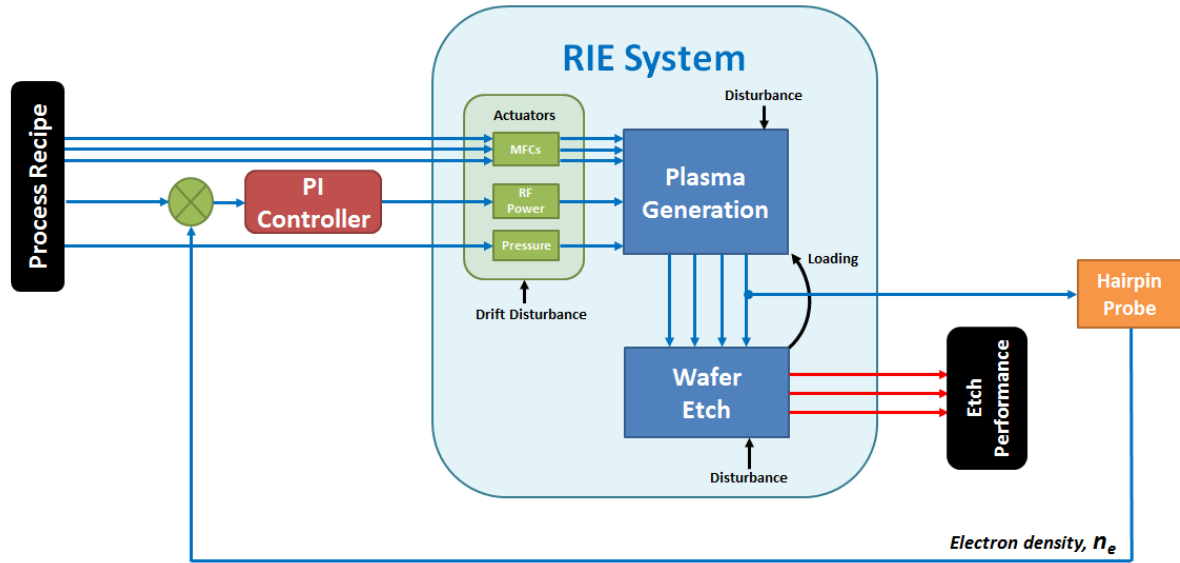 RIE System
Process Recipe
Actuators
MFCs
RF
Power
Pressure
Drift Disturbance
PI
Controller
Disturbance
Plasma
Generation
Loading
Hairpin
Probe
Wafer
Etch
Disturbance
Etch
Performance
Electron density, nₑ